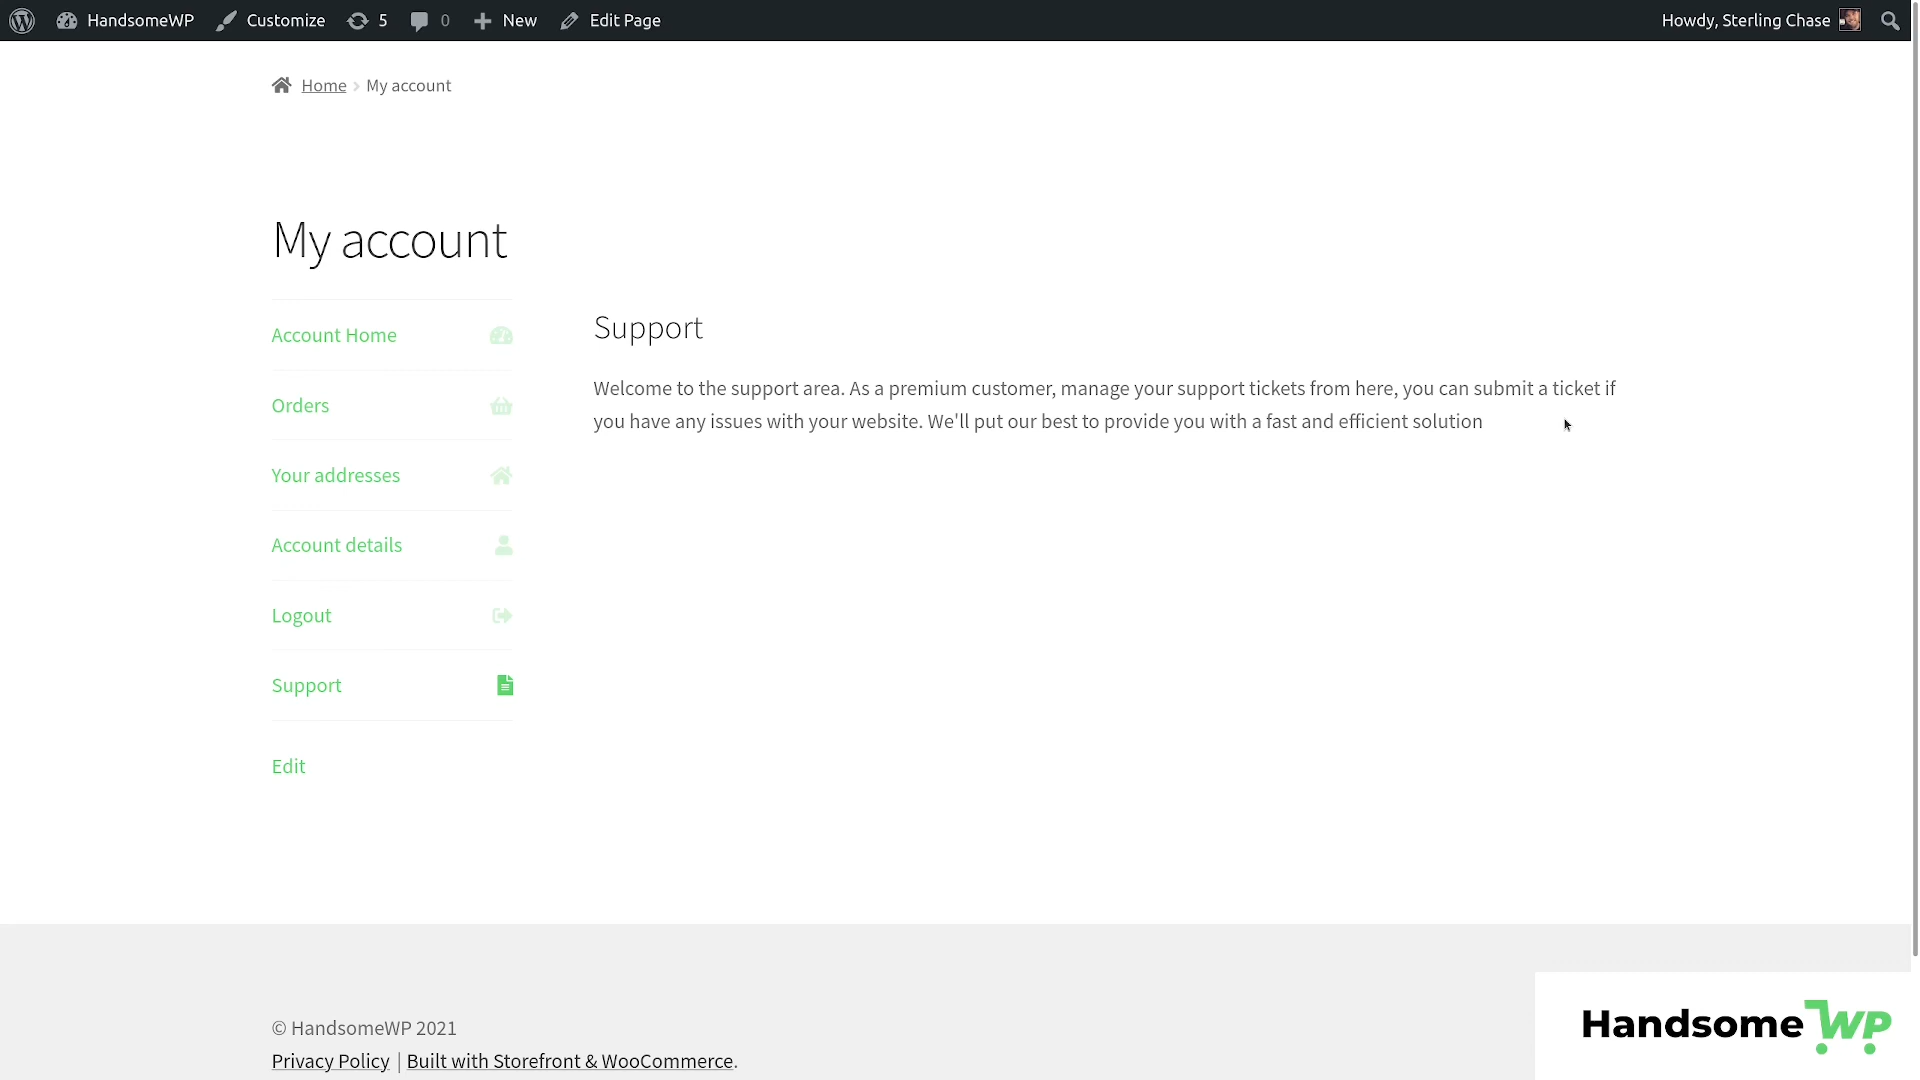 HandsomeWP Customize 5 0 New Edit Page Howdy, Sterling Chase
Home My account
My account
Account Home
Orders
Your addresses
Account details
Logout
Support
Edit
Support
Welcome to the support area. As a premium customer, manage your support tickets from here, you can submit a ticket if
you have any issues with your website. We'll put our best to provide you with a fast and efficient solution
© HandsomeWP 2021
Privacy Policy | Built with Storefront & WooCommerce.
HandsomeWP